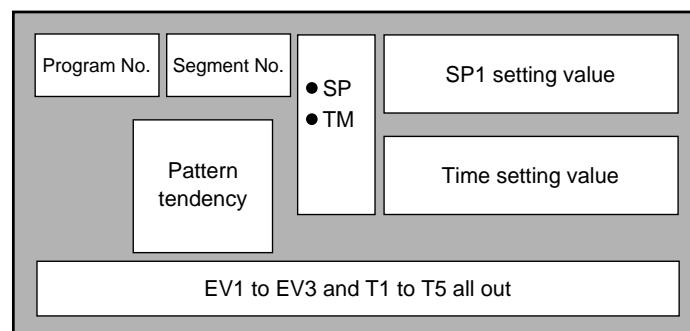 Program No.
Segment No.
● SP
● TM
SP1 setting value
Pattern
tendency
Time setting value
EV1 to EV3 and T1 to T5 all out